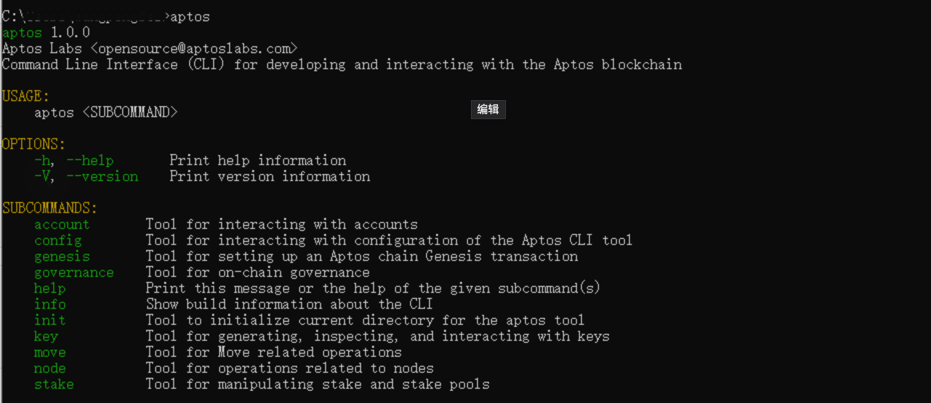 C:\ >aptos
aptos 1.0.0
Aptos Labs <opensource@aptoslabs.com>
Command Line Interface (CLI) for developing and interacting with the Aptos blockchain
USAGE:
aptos <SUBCOMMAND>
编辑
OPTIONS:
-h, --help Print help information
-V, --version Print version information
SUBCOMMANDS:
account Tool for interacting with accounts
config Tool for interacting with configuration of the Aptos CLI tool
genesis Tool for setting up an Aptos chain Genesis transaction
governance Tool for on-chain governance
help Print this message or the help of the given subcommand(s)
info Show build information about the CLI
init Tool to initialize current directory for the aptos tool
key Tool for generating, inspecting, and interacting with keys
move Tool for Move related operations
node Tool for operations related to nodes
stake Tool for manipulating stake and stake pools